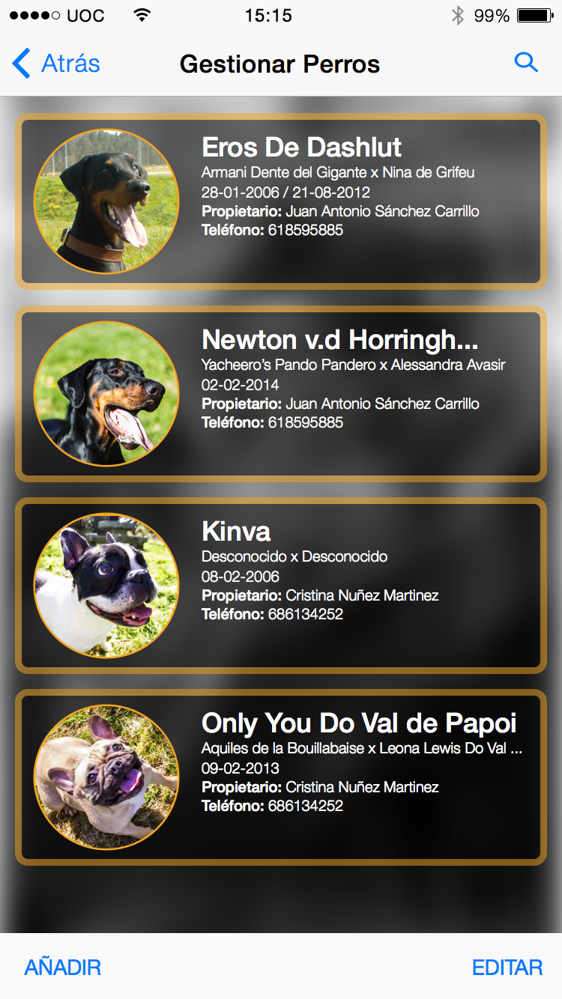 UOC 15:15 99%
Atrás Gestionar Perros
Eros De Dashlut
Armani Dente del Gigante x Nina de Grifeu
28-01-2006 / 21-08-2012
Propietario: Juan Antonio Sánchez Carrillo
Teléfono: 618595885
Newton v.d Horringh...
Yacheero's Pando Pandero x Alessandra Avasir
02-02-2014
Propietario: Juan Antonio Sánchez Carrillo
Teléfono: 618595885
Kinva
Desconocido x Desconocido
08-02-2006
Propietario: Cristina Nuñez Martinez
Teléfono: 686134252
Only You Do Val de Papoi
Aquiles de la Bouillabaise x Leona Lewis Do Val ...
09-02-2013
Propietario: Cristina Nuñez Martinez
Teléfono: 686134252
AÑADIR EDITAR